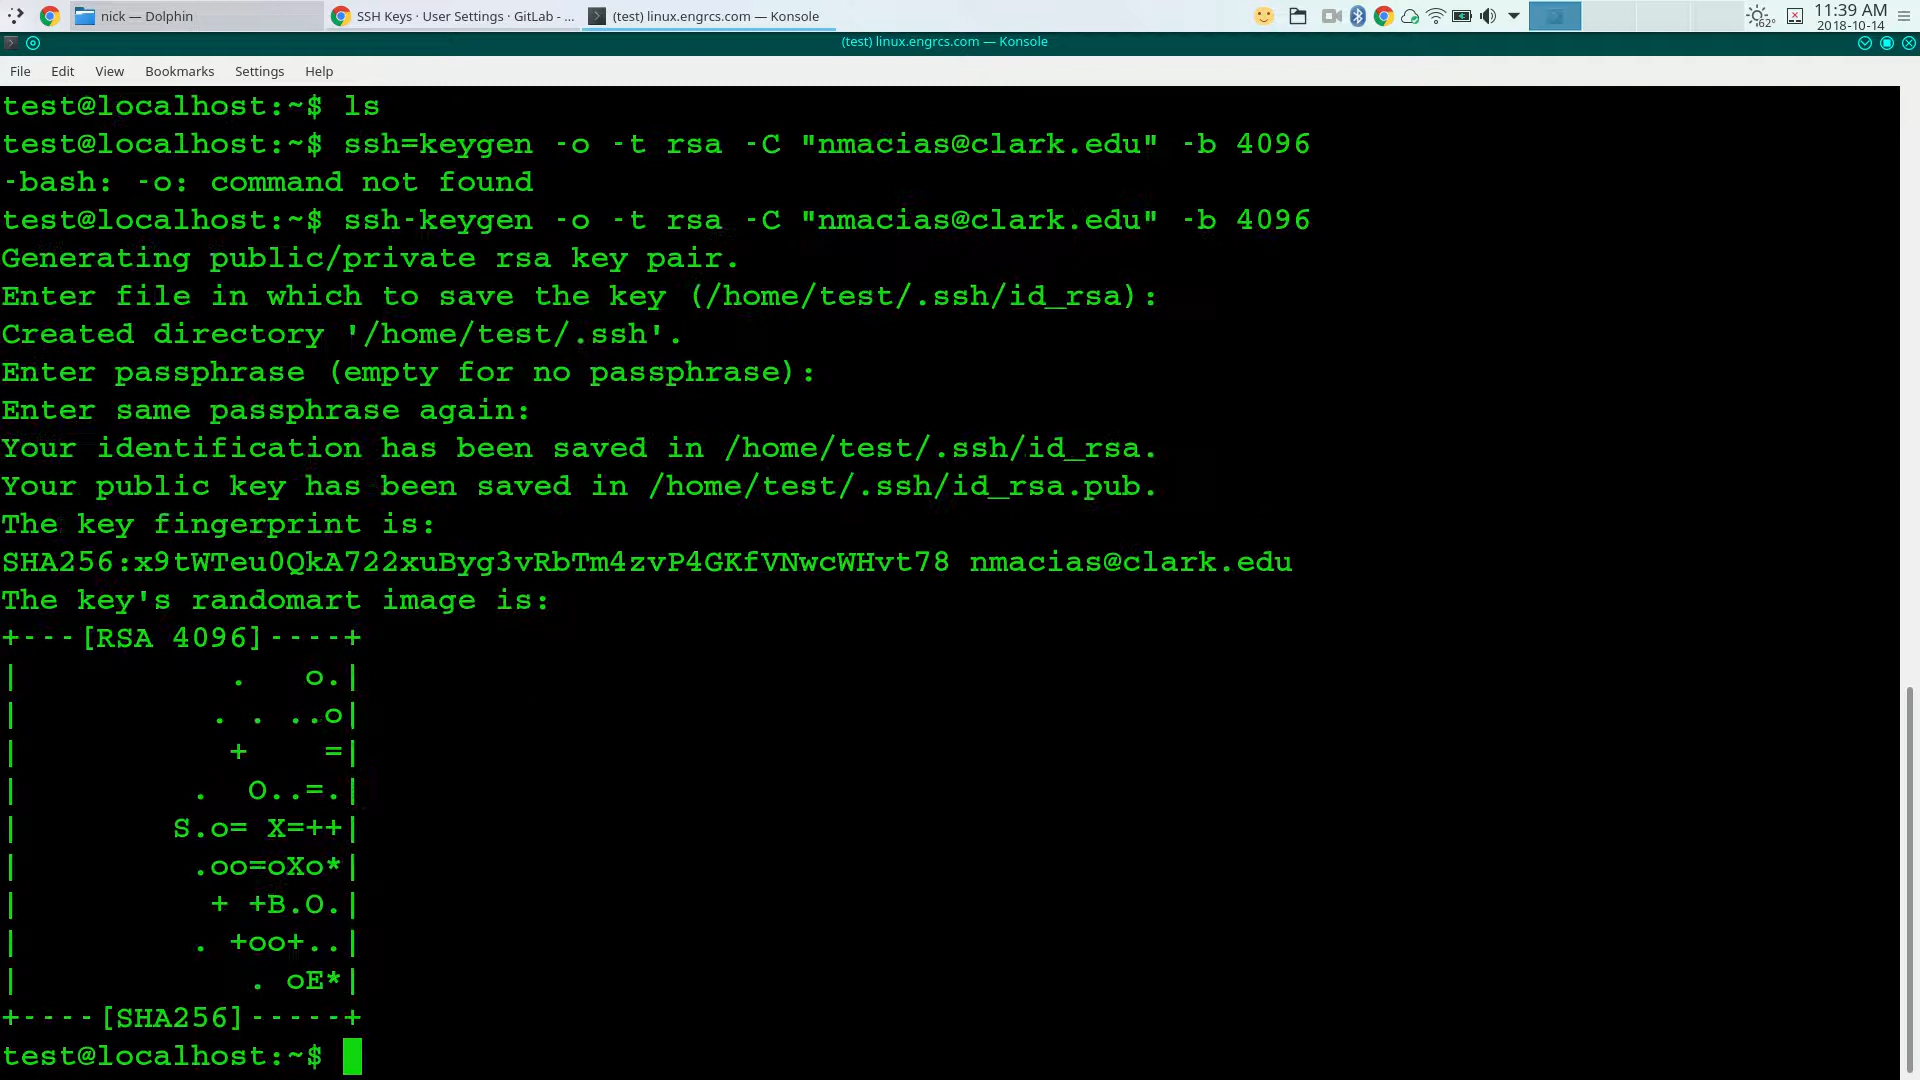 nick — Dolphin
SSH Keys · User Settings · GitLab - ...
(test) linux.engrcs.com — Konsole
62°
11:39 AM
2018-10-14
(test) linux.engrcs.com — Konsole
File Edit View Bookmarks Settings Help
test@localhost:~$ ls
test@localhost:~$ ssh=keygen -o -t rsa -C "nmacias@clark.edu" -b 4096
-bash: -o: command not found
test@localhost:~$ ssh-keygen -o -t rsa -C "nmacias@clark.edu" -b 4096
Generating public/private rsa key pair.
Enter file in which to save the key (/home/test/.ssh/id_rsa):
Created directory '/home/test/.ssh'.
Enter passphrase (empty for no passphrase):
Enter same passphrase again:
Your identification has been saved in /home/test/.ssh/id_rsa.
Your public key has been saved in /home/test/.ssh/id_rsa.pub.
The key fingerprint is:
SHA256:x9tWTeu0QkA722xuByg3vRbTm4zvP4GKfVNwcWHvt78 nmacias@clark.edu
The key's randomart image is:
+---[RSA 4096]----+
|            .   o.|
|           . . ..o|
|            +    =|
|          .  O..=.|
|         S.o= X=++|
|          .oo=oXo*|
|           + +B.O.|
|          . +oo+..|
|             . oE*|
+----[SHA256]-----+
test@localhost:~$